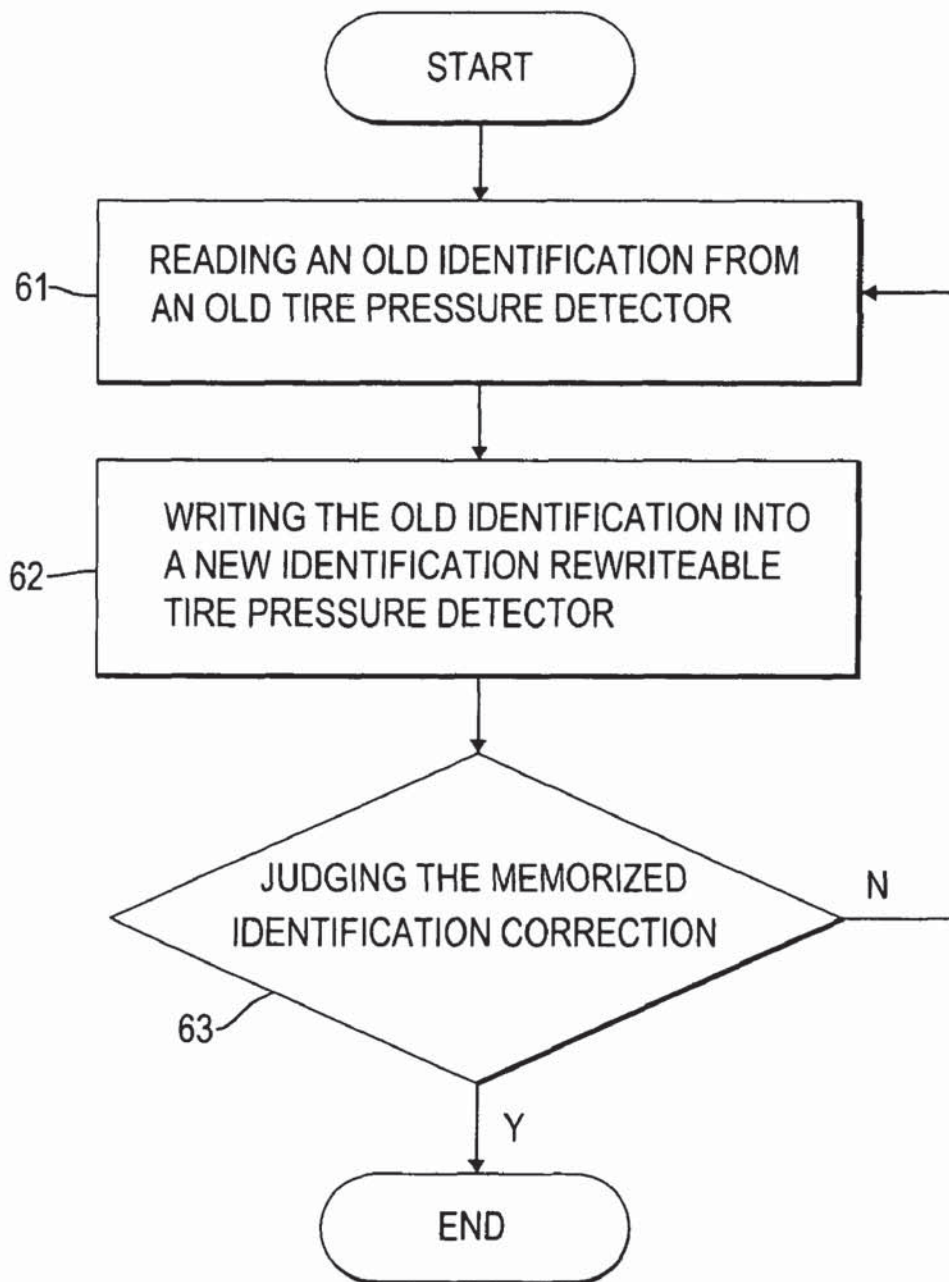 START
61
READING AN OLD IDENTIFICATION FROM
AN OLD TIRE PRESSURE DETECTOR
62
WRITING THE OLD IDENTIFICATION INTO
A NEW IDENTIFICATION REWRITEABLE
TIRE PRESSURE DETECTOR
JUDGING THE MEMORIZED
IDENTIFICATION CORRECTION
N
63
Y
END